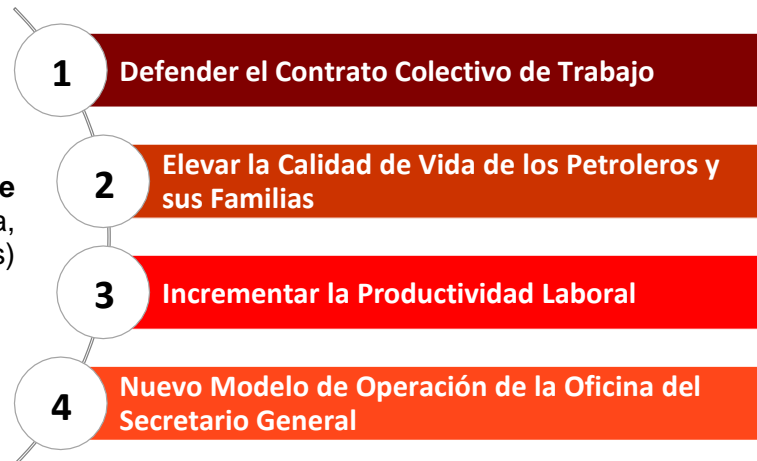 1 Defender el Contrato Colectivo de Trabajo
2 Elevar la Calidad de Vida de los Petroleros y
sus Familias
e
a,
s)
3 Incrementar la Productividad Laboral
4 Nuevo Modelo de Operación de la Oficina del
Secretario General